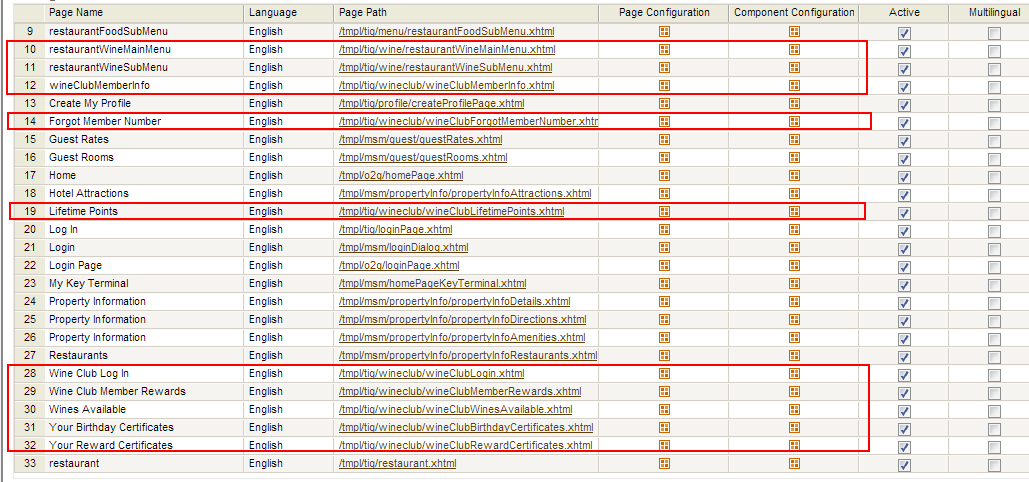 Page Name Language Page Path Page Configuration Component Configuration Active Multilingual
9 restaurantFoodSubMenu English /tmpl/tig/menu/restaurantFoodSubMenu.xhtml
10 restaurantWineMainMenu English /tmpl/tig/wine/restaurantWineMainMenu.xhtml
11 restaurantWineSubMenu English /tmpl/tig/wine/restaurantWineSubMenu.xhtml
12 wineClubMemberInfo English /tmpl/tig/wineclub/wineClubMemberInfo.xhtml
13 Create My Profile English /tmpl/tig/profile/createProfilePage.xhtml
14 Forgot Member Number English /tmpl/tig/wineclub/wineClubForgotMemberNumber.xhtr
15 Guest Rates English /tmpl/msm/guest/guestRates.xhtml
16 Guest Rooms English /tmpl/msm/guest/guestRooms.xhtml
17 Home English /tmpl/o2g/homePage.xhtml
18 Hotel Attractions English /tmpl/msm/propertyInfo/propertyInfoAttractions.xhtml
19 Lifetime Points English /tmpl/tig/wineclub/wineClubLifetimePoints.xhtml
20 Log In English /tmpl/tig/loginPage.xhtml
21 Login English /tmpl/msm/loginDialog.xhtml
22 Login Page English /tmpl/o2g/loginPage.xhtml
23 My Key Terminal English /tmpl/msm/homePageKeyTerminal.xhtml
24 Property Information English /tmpl/msm/propertyInfo/propertyInfoDetails.xhtml
25 Property Information English /tmpl/msm/propertyInfo/propertyInfoDirections.xhtml
26 Property Information English /tmpl/msm/propertyInfo/propertyInfoAmenities.xhtml
27 Restaurants English /tmpl/msm/propertyInfo/propertyInfoRestaurants.xhtml
28 Wine Club Log In English /tmpl/tig/wineclub/wineClubLogin.xhtml
29 Wine Club Member Rewards English /tmpl/tig/wineclub/wineClubMemberRewards.xhtml
30 Wines Available English /tmpl/tig/wineclub/wineClubWinesAvailable.xhtml
31 Your Birthday Certificates English /tmpl/tig/wineclub/wineClubBirthdayCertificates.xhtml
32 Your Reward Certificates English /tmpl/tig/wineclub/wineClubRewardCertificates.xhtml
33 restaurant English /tmpl/tig/restaurant.xhtml